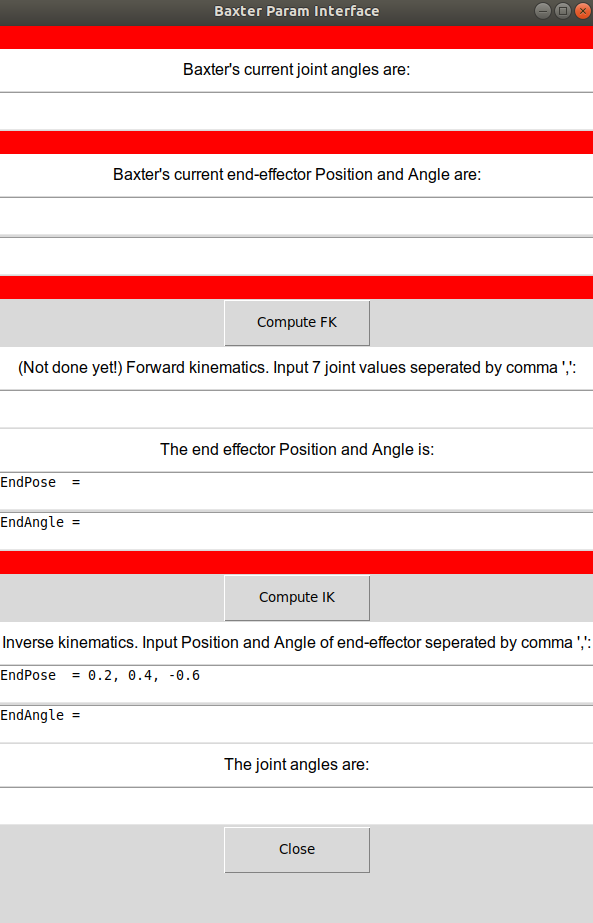 Baxter Param Interface
Baxter's current joint angles are:
Baxter's current end-effector Position and Angle are:
Compute FK
(Not done yet!) Forward kinematics. Input 7 joint values seperated by comma ',':
The end effector Position and Angle is:
EndPose  =
EndAngle =
Compute IK
Inverse kinematics. Input Position and Angle of end-effector seperated by comma ',':
EndPose  = 0.2, 0.4, -0.6
EndAngle =
The joint angles are:
Close